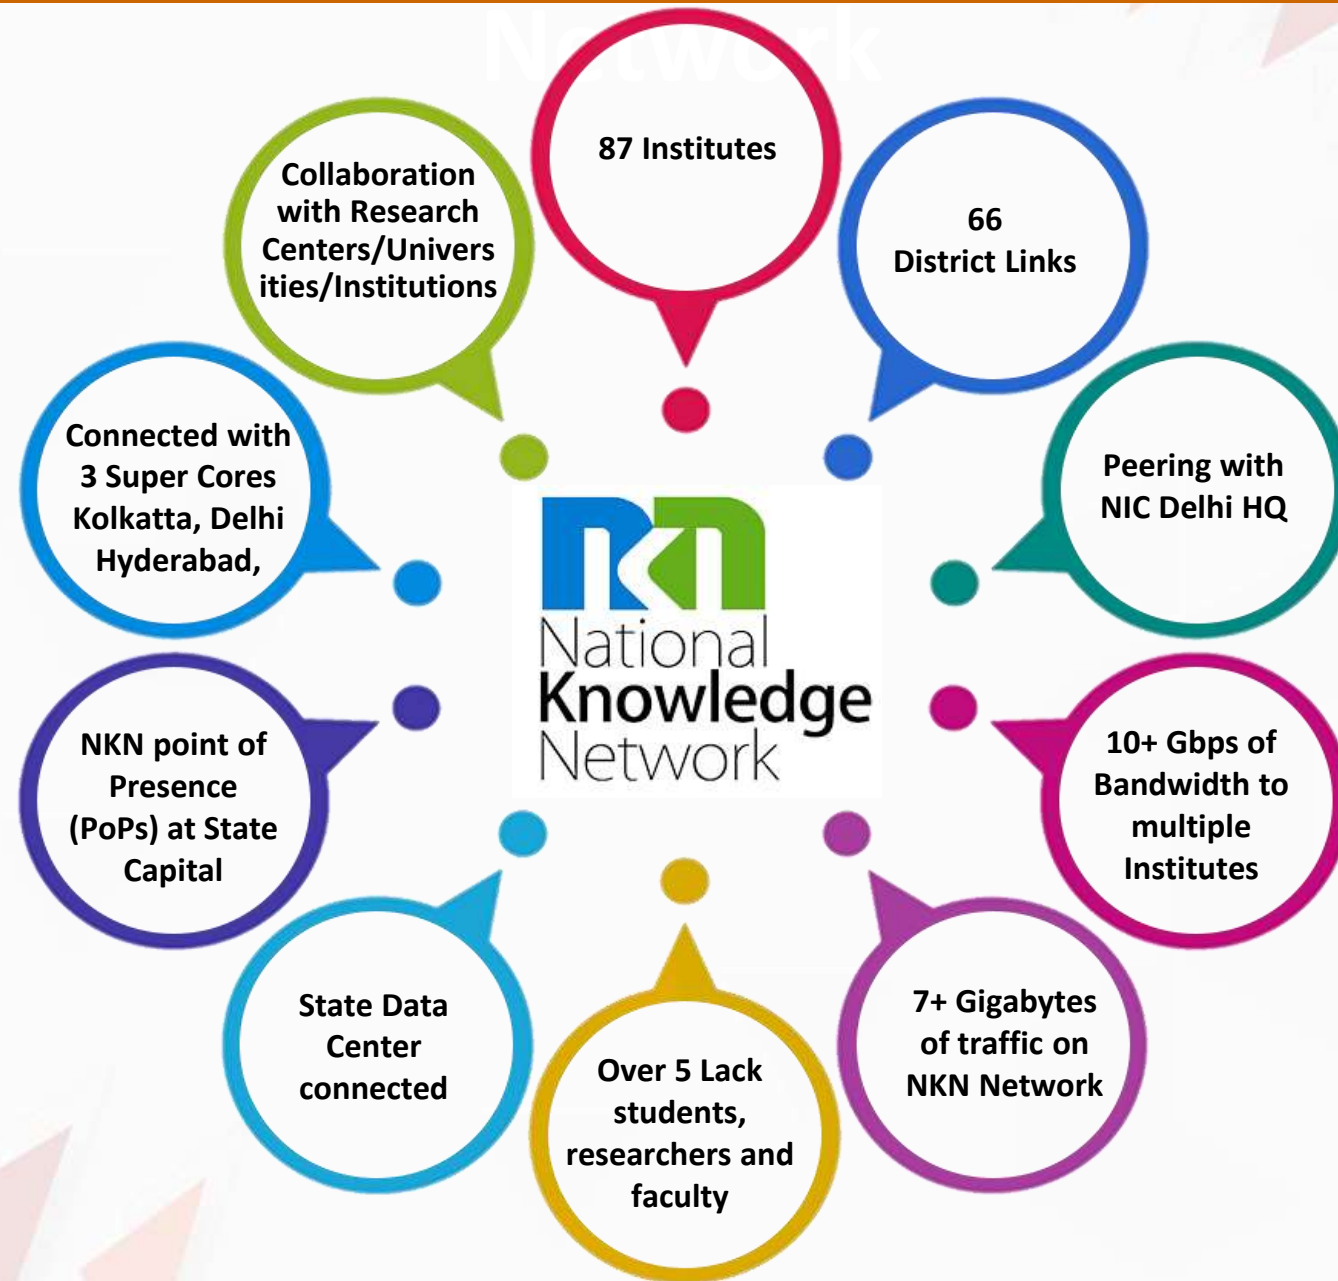 Network
87 Institutes
66
District Links
Peering with
NIC Delhi HQ
10+ Gbps of
Bandwidth to
multiple
Institutes
7+ Gigabytes
of traffic on
NKN Network
Over 5 Lack
students,
researchers and
faculty
State Data
Center
connected
NKN point of
Presence
(PoPs) at State
Capital
Connected with
3 Super Cores
Kolkatta, Delhi
Hyderabad,
Collaboration
with Research
Centers/Univers
ities/Institutions
nkn
National
Knowledge
Network